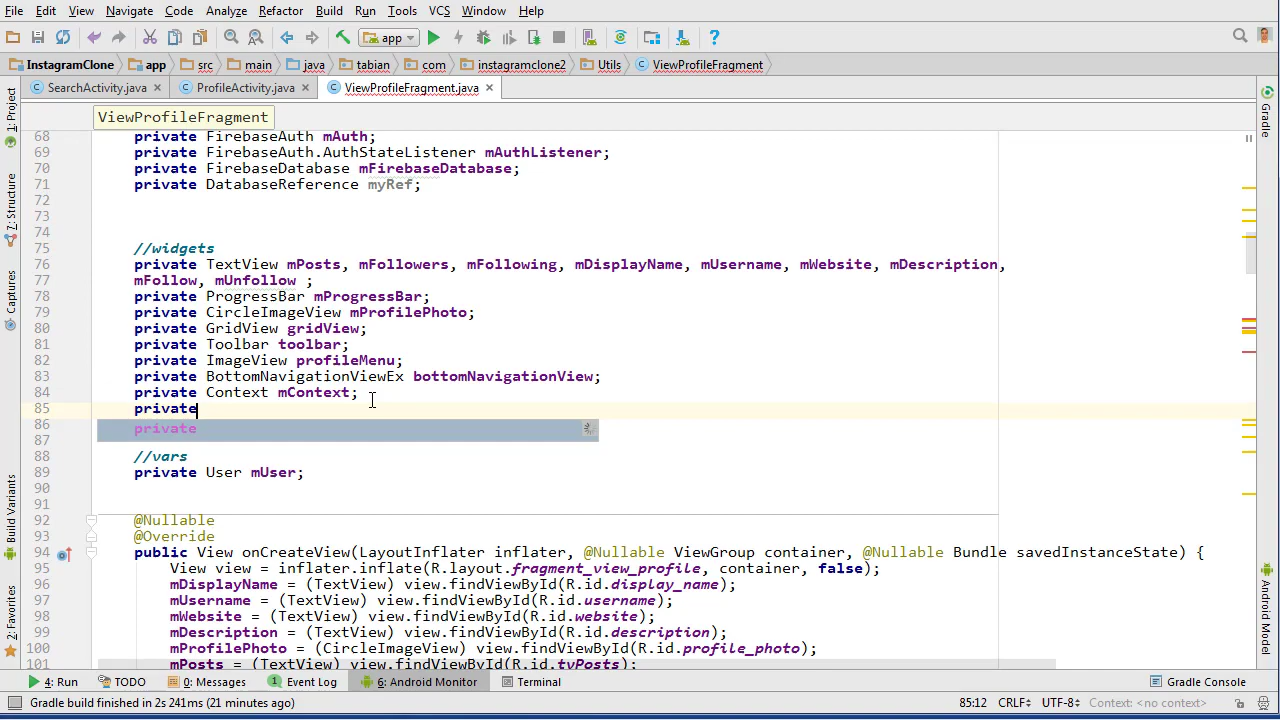 File Edit View Navigate Code Analyze Refactor Build Run Tools VCS Window Help
app
InstagramClone app src main java tabian com instagramclone2 Utils ViewProfileFragment
SearchActivity.java ProfileActivity.java ViewProfileFragment.java
ViewProfileFragment
68 private FirebaseAuth mAuth;
69 private FirebaseAuth.AuthStateListener mAuthListener;
70 private FirebaseDatabase mFirebaseDatabase;
71 private DatabaseReference myRef;
72
73
74
75 //widgets
76 private TextView mPosts, mFollowers, mFollowing, mDisplayName, mUsername, mWebsite, mDescription,
77 mFollow, mUnfollow ;
78 private ProgressBar mProgressBar;
79 private CircleImageView mProfilePhoto;
80 private GridView gridView;
81 private Toolbar toolbar;
82 private ImageView profileMenu;
83 private BottomNavigationViewEx bottomNavigationView;
84 private Context mContext;
85 private
86 private
87
88 //vars
89 private User mUser;
90
91
92 @Nullable
93 @Override
94 public View onCreateView(LayoutInflater inflater, @Nullable ViewGroup container, @Nullable Bundle savedInstanceState) {
95 View view = inflater.inflate(R.layout.fragment_view_profile, container, false);
96 mDisplayName = (TextView) view.findViewById(R.id.display_name);
97 mUsername = (TextView) view.findViewById(R.id.username);
98 mWebsite = (TextView) view.findViewById(R.id.website);
99 mDescription = (TextView) view.findViewById(R.id.description);
100 mProfilePhoto = (CircleImageView) view.findViewById(R.id.profile_photo);
101 mPosts = (TextView) view.findViewById(R.id.tvPosts);
1: Project
7: Structure
Captures
Build Variants
2: Favorites
Gradle
Android Model
4: Run TODO 0: Messages 1 Event Log 6: Android Monitor Terminal Gradle Console
Gradle build finished in 2s 241ms (21 minutes ago) 85:12 CRLF UTF-8 Context: <no context>